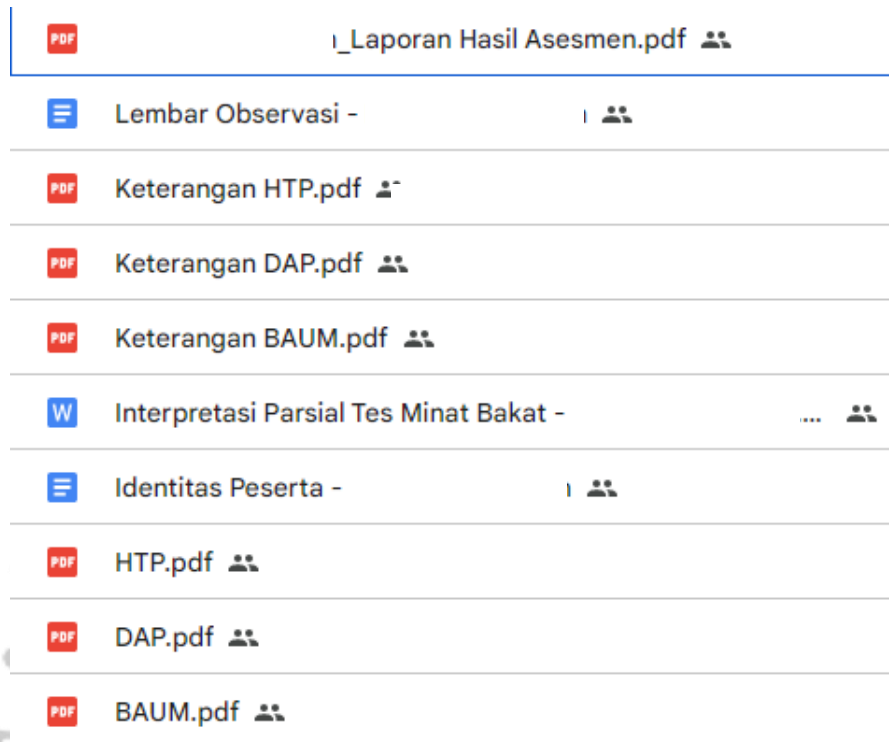 _Laporan Hasil Asesmen.pdf
Lembar Observasi -
PDF Keterangan HTP.pdf
PDF Keterangan DAP.pdf
PDF Keterangan BAUM.pdf
W Interpretasi Parsial Tes Minat Bakat - ...
Identitas Peserta -
PDF HTP.pdf
PDF DAP.pdf
PDF BAUM.pdf